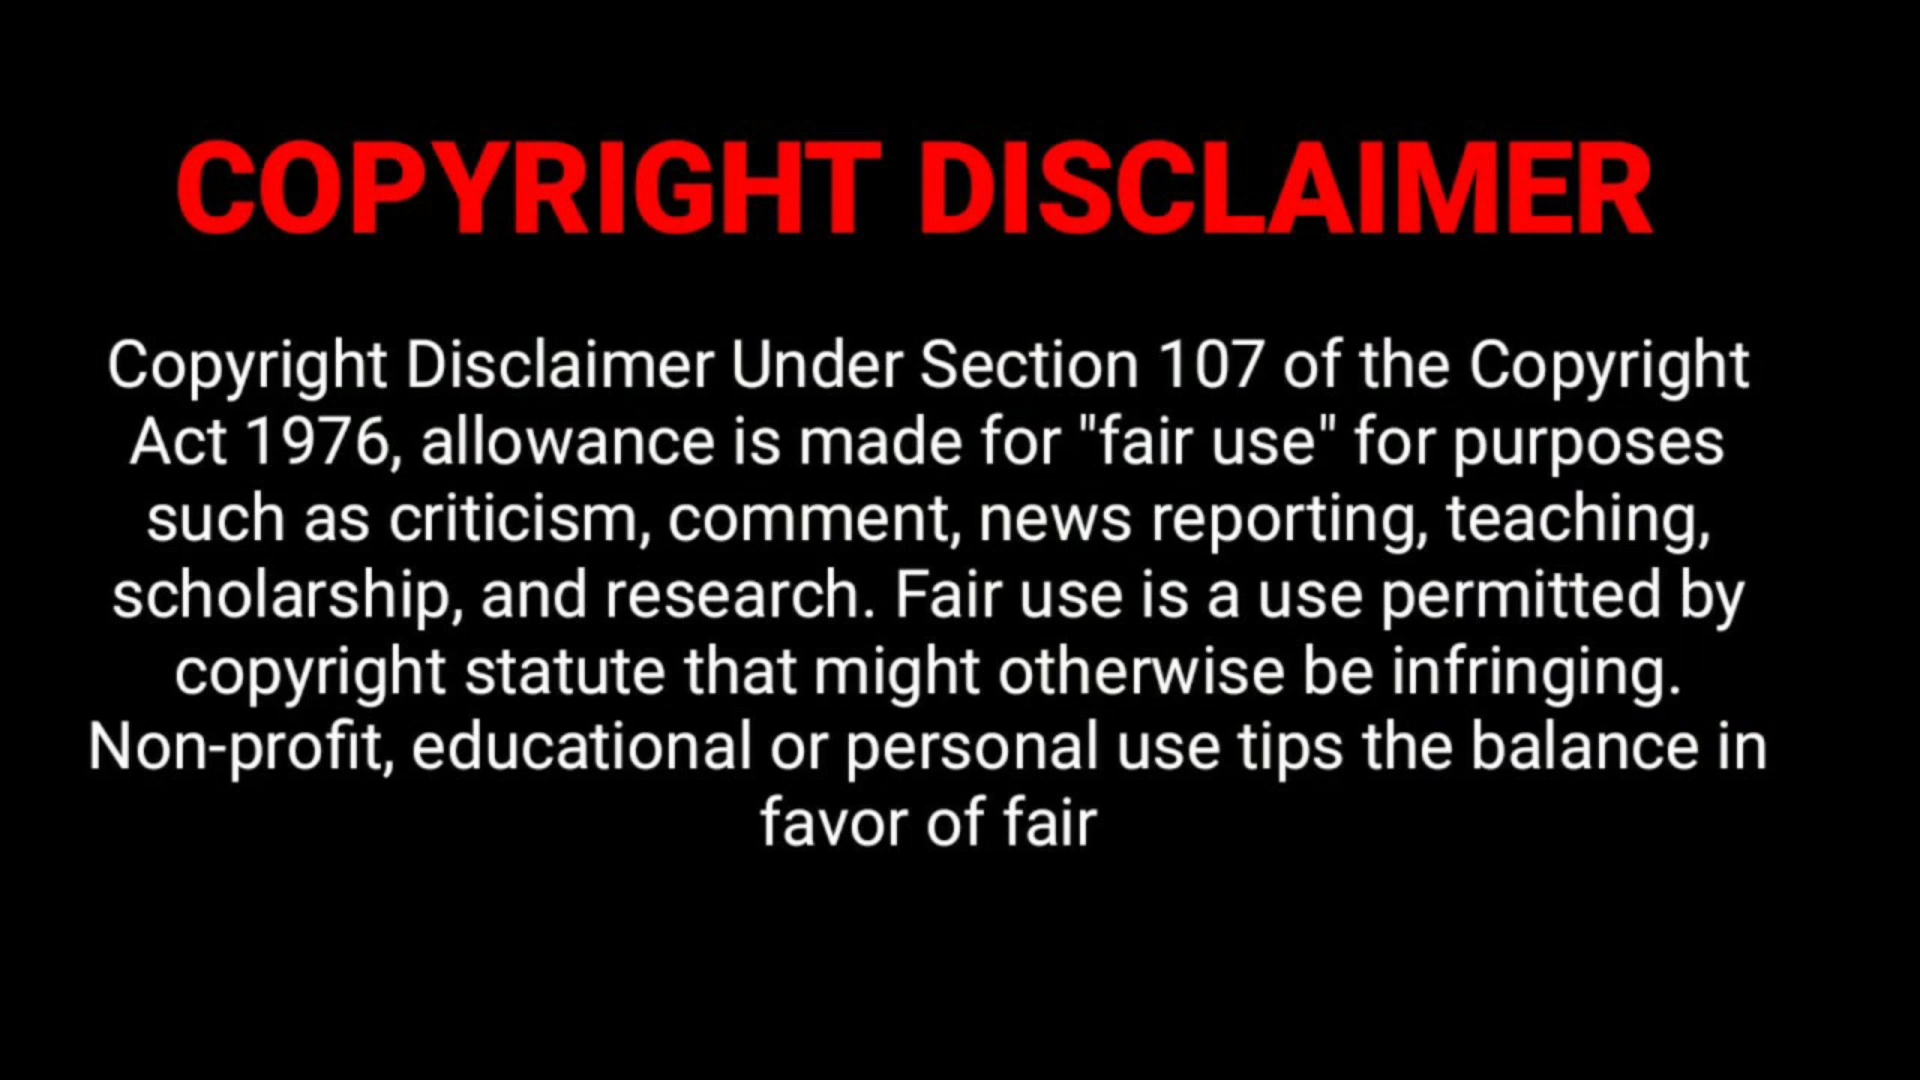 COPYRIGHT DISCLAIMER
Copyright Disclaimer Under Section 107 of the Copyright
Act 1976, allowance is made for "fair use" for purposes
such as criticism, comment, news reporting, teaching,
scholarship, and research. Fair use is a use permitted by
copyright statute that might otherwise be infringing.
Non-profit, educational or personal use tips the balance in
favor of fair